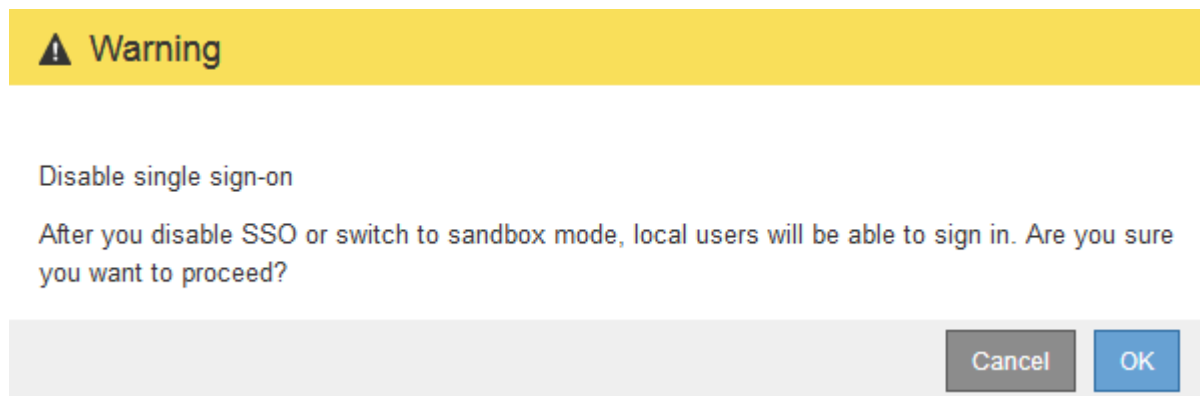 Warning
Disable single sign-on
After you disable SSO or switch to sandbox mode, local users will be able to sign in. Are you sure
you want to proceed?
Cancel OK